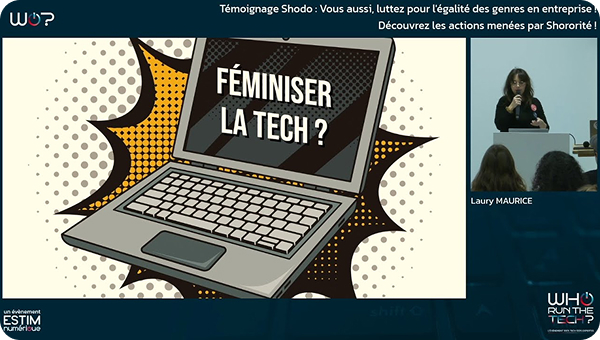 WO?
Témoignage Shodo : Vous aussi, luttez pour l'égalité des genres en entreprise !
Découvrez les actions menées par Shororité !
FÉMINISER
LA TECH ?
Laury MAURICE
un évènement
ESTIM
numérique
WHO
RUN THE
TECH?